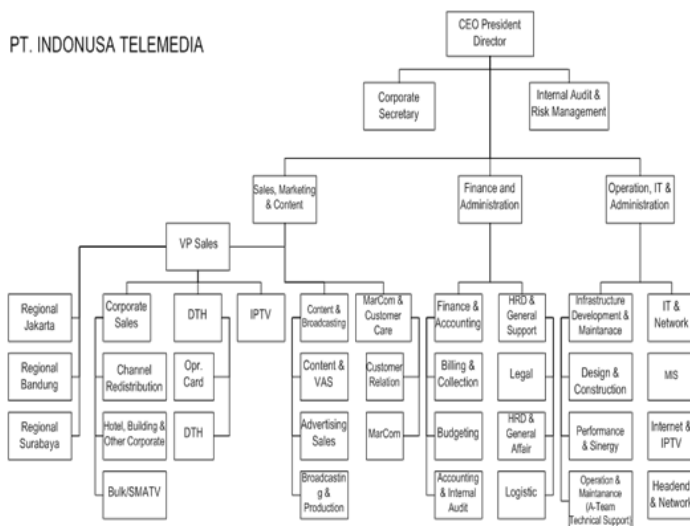 CEO President
Director
PT. INDONUSA TELEMEDIA
Corporate
Secretary
Internal Audit &
Risk Management
Sales, Marketing
& Content
Finance and
Administration
Operation, IT &
Administration
VP Sales
Regional
Jakarta
Corporate
Sales
DTH
IPTV
Content &
Broadcasting
MarCom &
Customer
Care
Finance &
Accounting
HRD &
General
Support
Infrastructure
Development &
Maintanace
IT &
Network
Regional
Bandung
Channel
Redistribution
Opr.
Card
Content &
VAS
Customer
Relation
Billing &
Collection
Legal
Design &
Construction
MIS
Regional
Surabaya
Hotel, Building &
Other Corporate
DTH
Advertising
Sales
MarCom
Budgeting
HRD &
General
Affair
Performance
& Sinergy
Internet &
IPTV
Bulk/SMATV
Broadcastin
g &
Production
Accounting
& Internal
Audit
Logistic
Operation &
Maintanance
(A-Team
Technical Support)
Headend
& Network